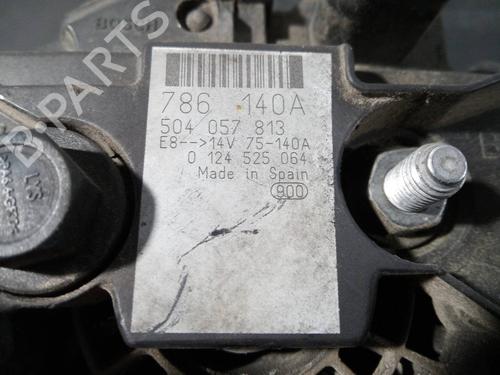 B-PARTS
786 140A
504 057 813
E8-->14V 75-140A
0 124 525 064
Made in Spain
900